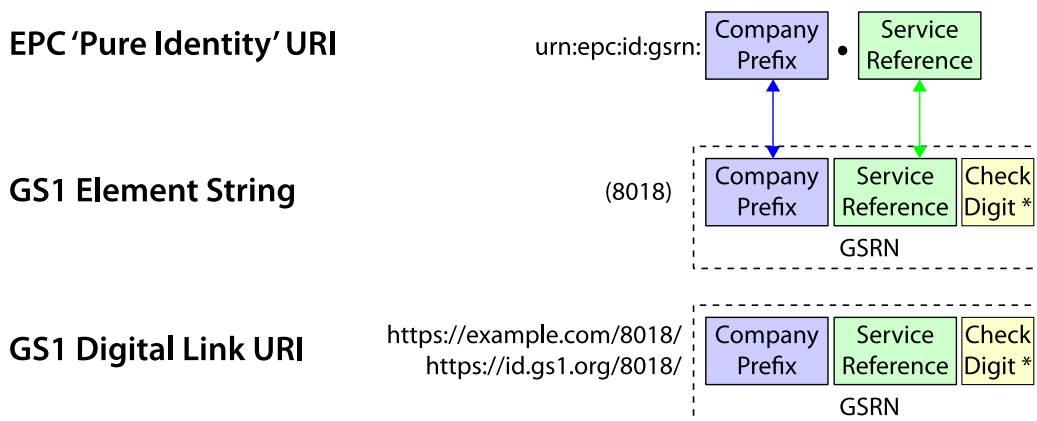 EPC ‘Pure Identity’ URI
urn:epc:id:gsrn:
Company
Prefix
•
Service
Reference
GS1 Element String
(8018)
Company
Prefix
Service
Reference
Check
Digit *
GSRN
GS1 Digital Link URI
https://example.com/8018/
https://id.gs1.org/8018/
Company
Prefix
Service
Reference
Check
Digit *
GSRN